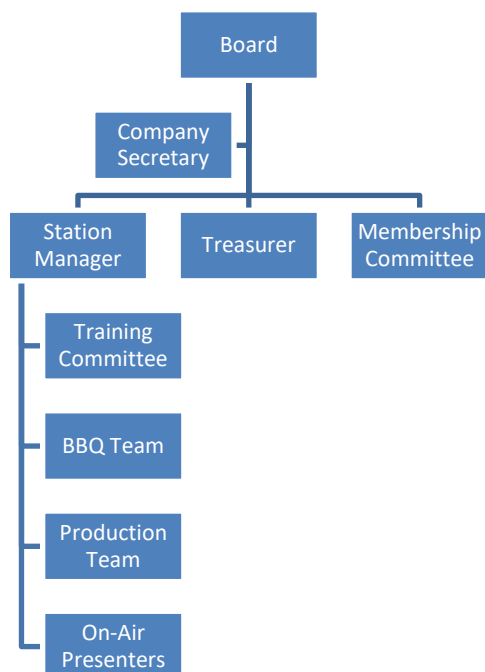 Board
Company
Secretary
Station
Manager
Treasurer
Membership
Committee
Training
Committee
BBQ Team
Production
Team
On-Air
Presenters